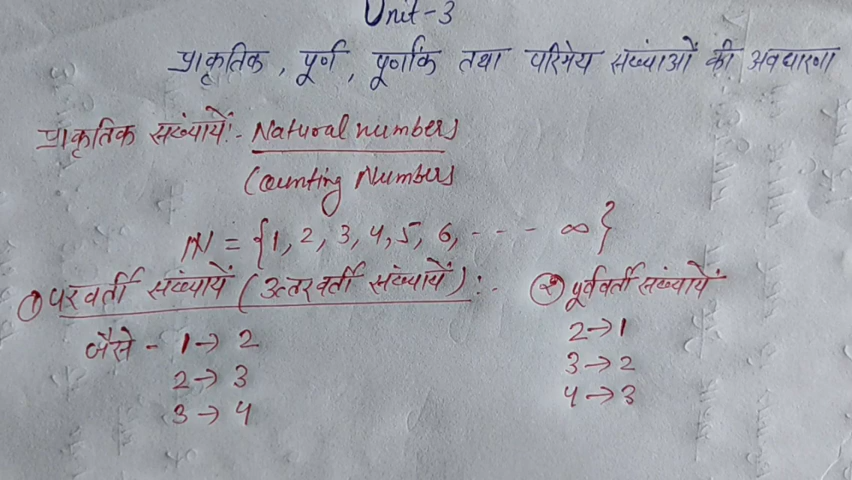 Unit-3
प्राकृतिक, पूर्ण, पूर्णांक तथा परिमेय संख्याओं की अवधारणा
प्राकृतिक संख्यायें:- Natural numbers
Counting Numbers
N = {1, 2, 3, 4, 5, 6, - - - - ∞}
① परवर्ती संख्यायें (उत्तरवर्ती संख्यायें) :-
जैसे - 1→ 2
2→ 3
3→ 4
② पूर्ववर्ती संख्यायें
2→1
3→2
4→3